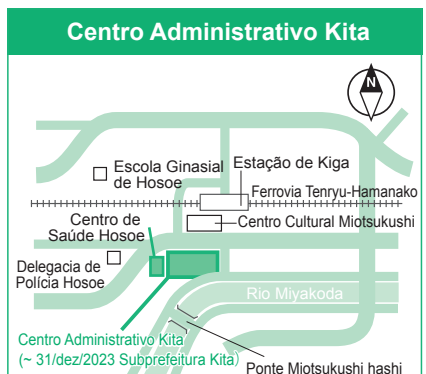 Centro Administrativo Kita
N
Escola Ginasial
de Hosoe
Estação de Kiga
Ferrovia Tenryu-Hamanako
Centro de
Saúde Hosoe
Centro Cultural Miotsukushi
Delegacia de
Polícia Hosoe
Rio Miyakoda
Centro Administrativo Kita
(~ 31/dez/2023 Subprefeitura Kita)
Ponte Miotsukushi hashi